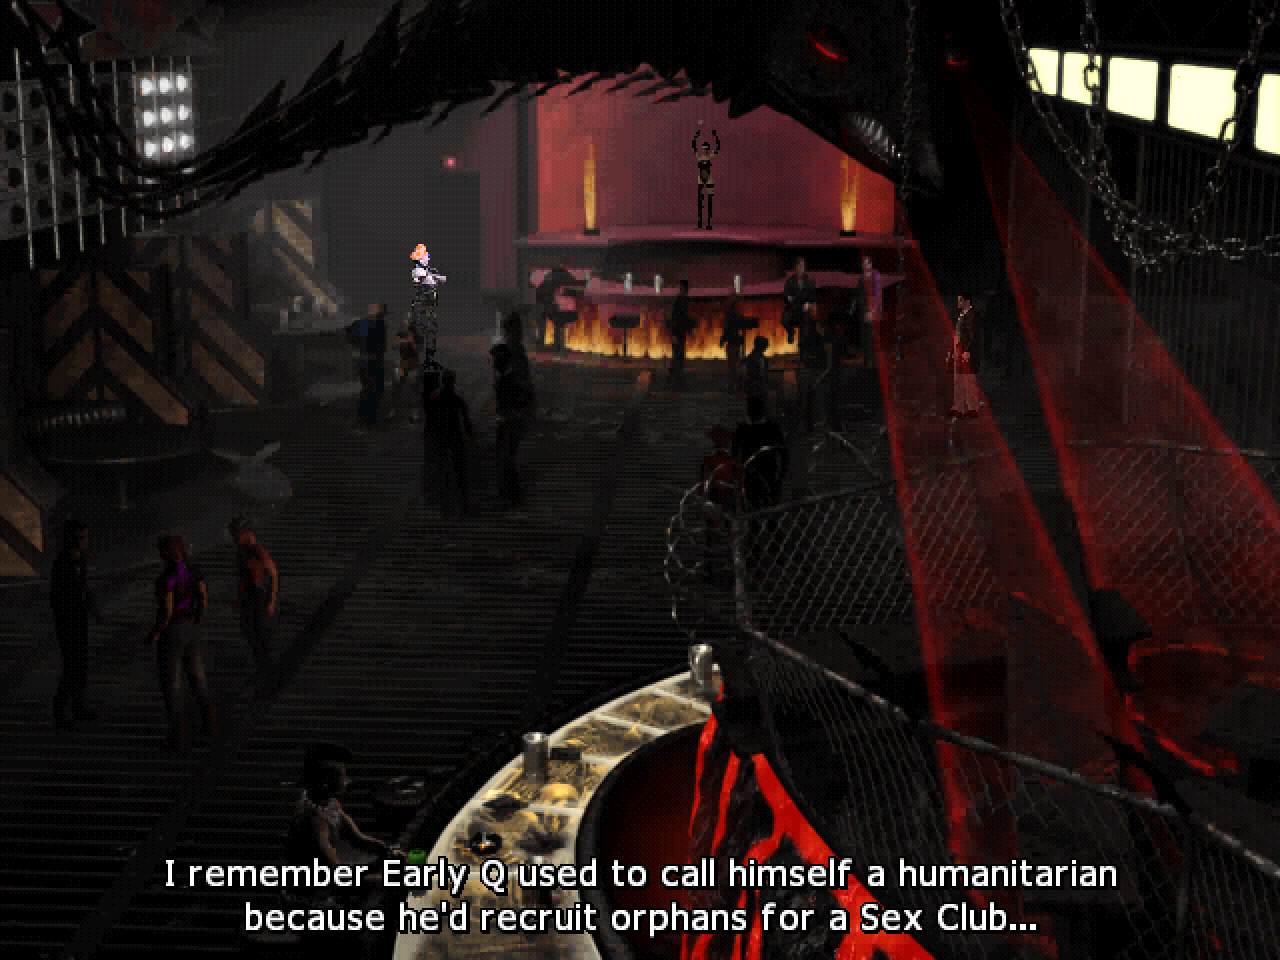 I remember Early Q used to call himself a humanitarian
because he'd recruit orphans for a Sex Club...